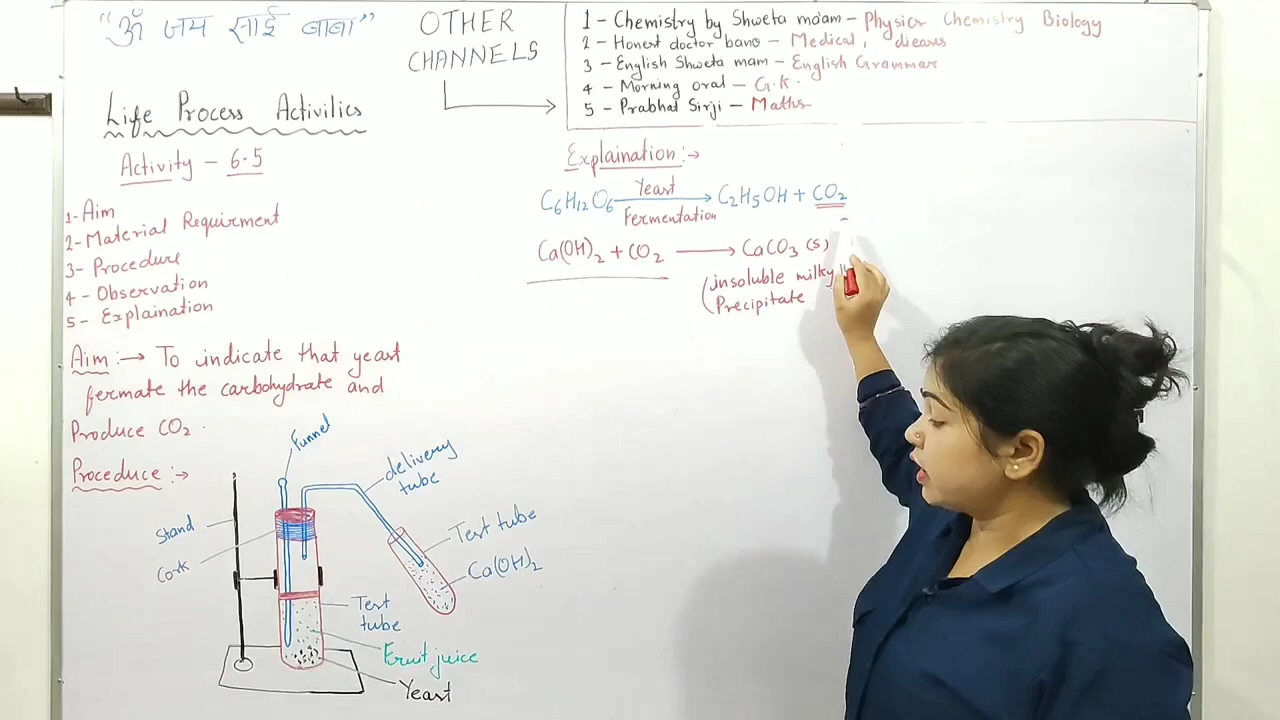 "ॐ जय साई बाबा"
OTHER
CHANNELS
1 - Chemistry by Shweta ma'am - Physics Chemistry Biology
2 - Honest doctor bano - Medical, dieares
3 - English Shweta mam - English Grammar
4 - Morning oral - G.K.
5 - Prabhat Sirji - Maths
Life Process Activities
Activity - 6.5
1-Aim
2-Material Requirment
3- Procedure
4 - Observation
5 - Explaination
Aim :→ To indicate that yeast
fermate the carbohydrate and
Produce CO2.
Proceduce :→
Funnel
delivery
tube
Stand
Cork
Test tube
Ca(OH)2
Test
tube
Fruit juice
Yeast
Explaination :→
C6H12O6 Yeast Fermentation → C2H5OH + CO2
Ca(OH)2 + CO2 → CaCO3 (s)
(insoluble milky
Precipitate